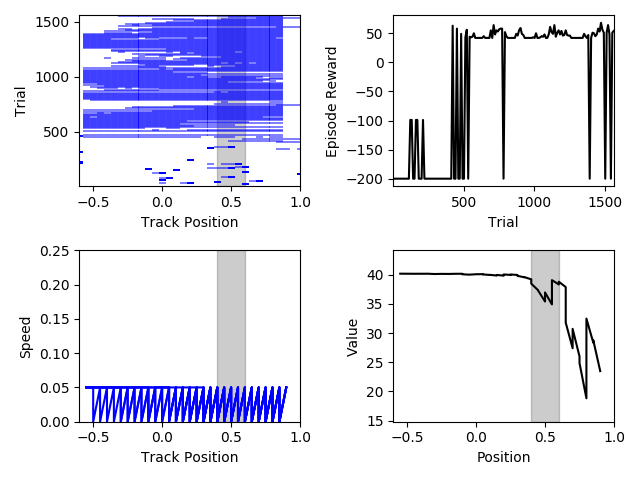 1500
1000
500
Trial
−0.5 0.0 0.5 1.0
Track Position
50
0
−50
−100
−150
−200
Episode Reward
500 1000 1500
Trial
0.25
0.20
0.15
0.10
0.05
0.00
Speed
−0.5 0.0 0.5 1.0
Track Position
40
35
30
25
20
15
Value
−0.5 0.0 0.5 1.0
Position